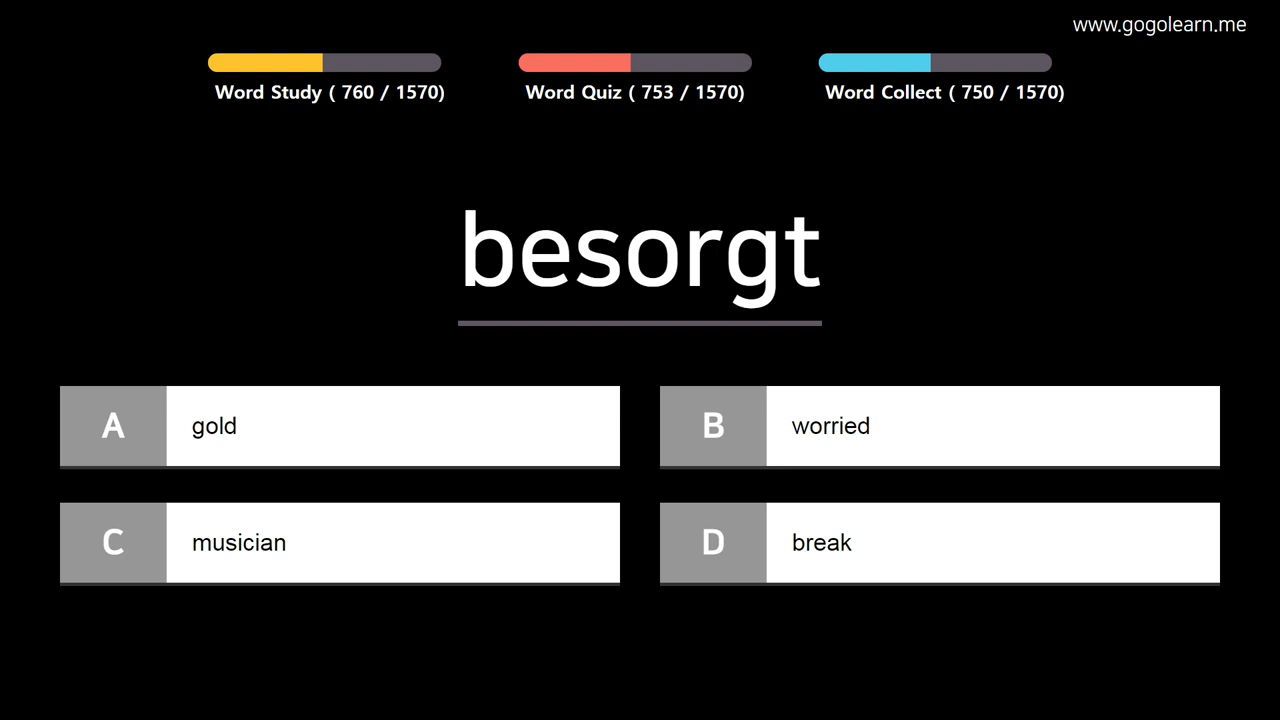 www.gogolearn.me
Word Study ( 760 / 1570)
Word Quiz ( 753 / 1570)
Word Collect ( 750 / 1570)
besorgt
A gold
B worried
C musician
D break